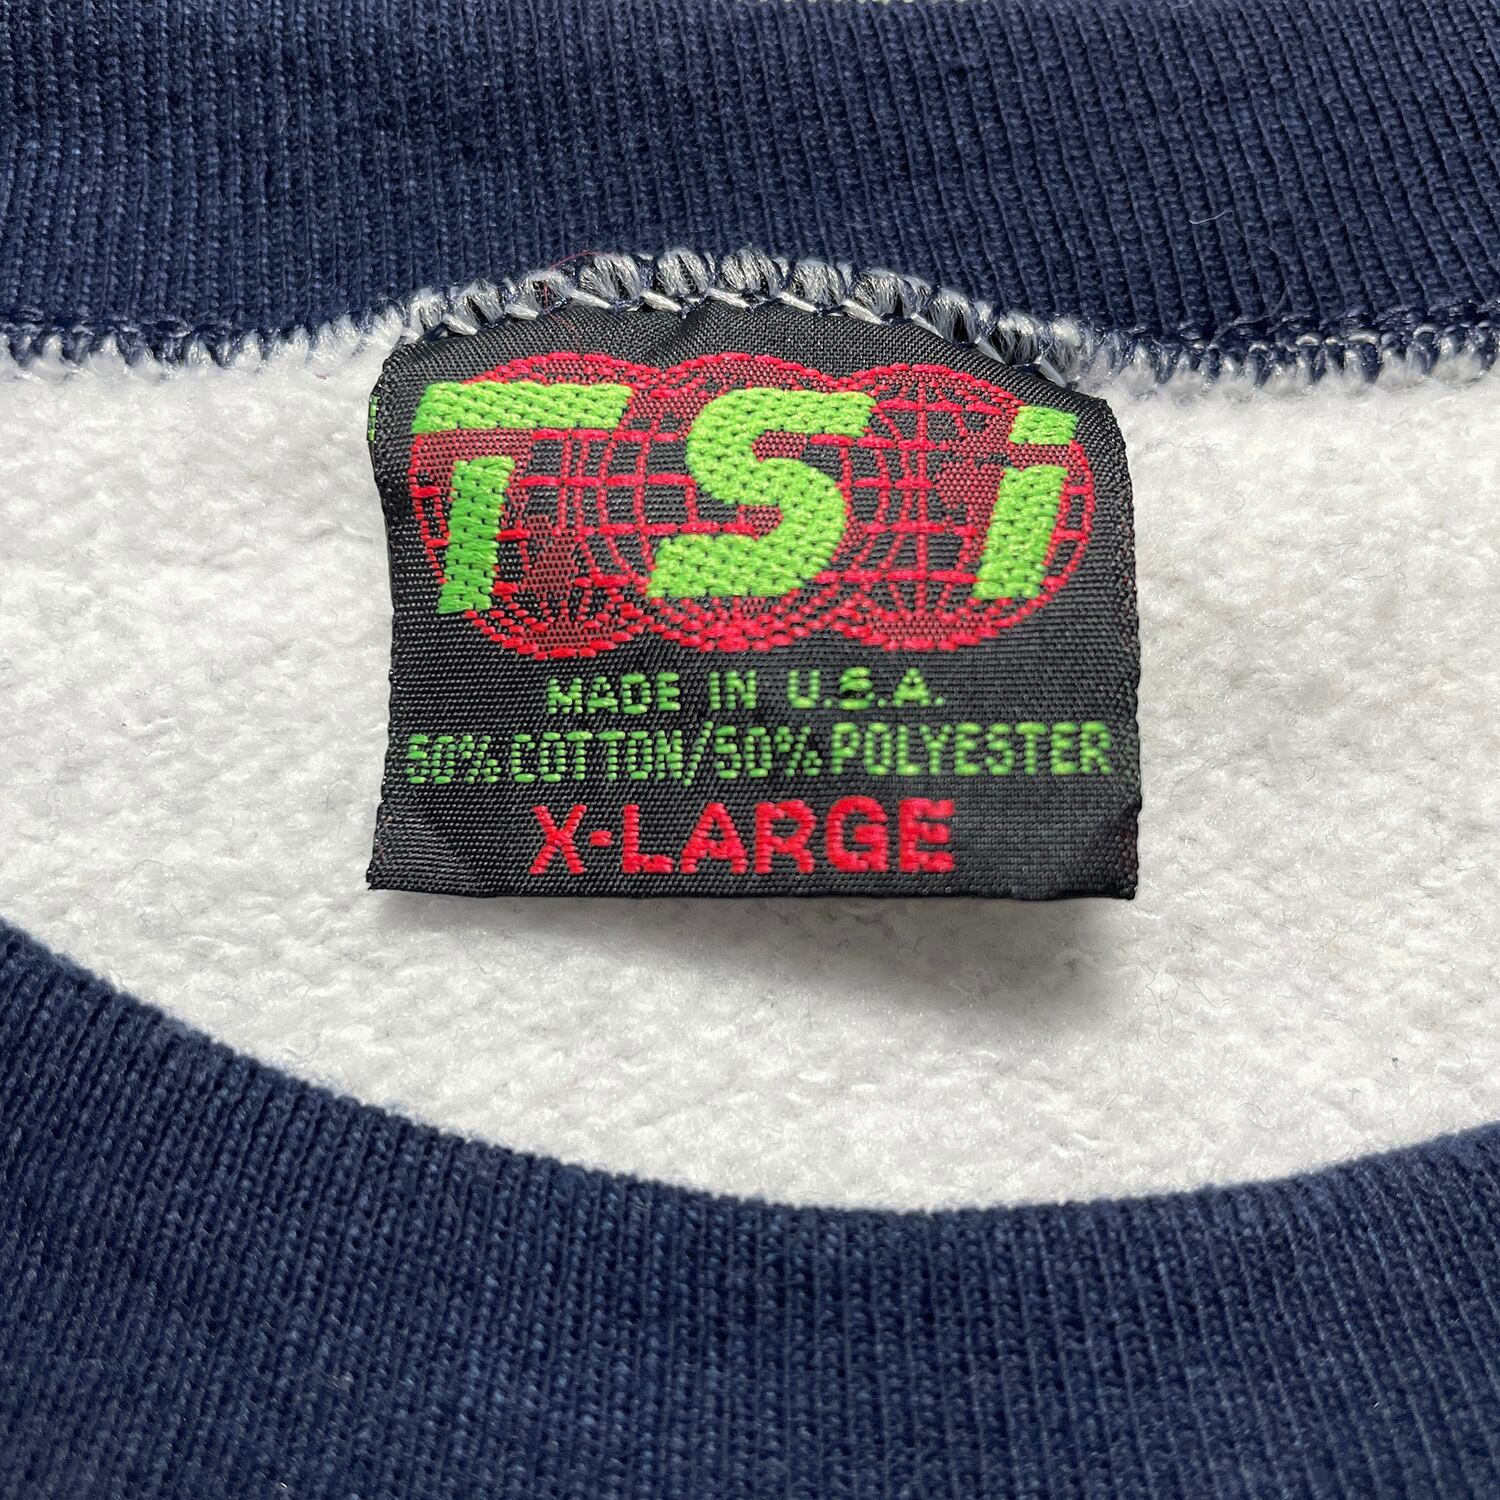 TSi
MADE IN U.S.A.
50% COTTON/50% POLYESTER
X-LARGE